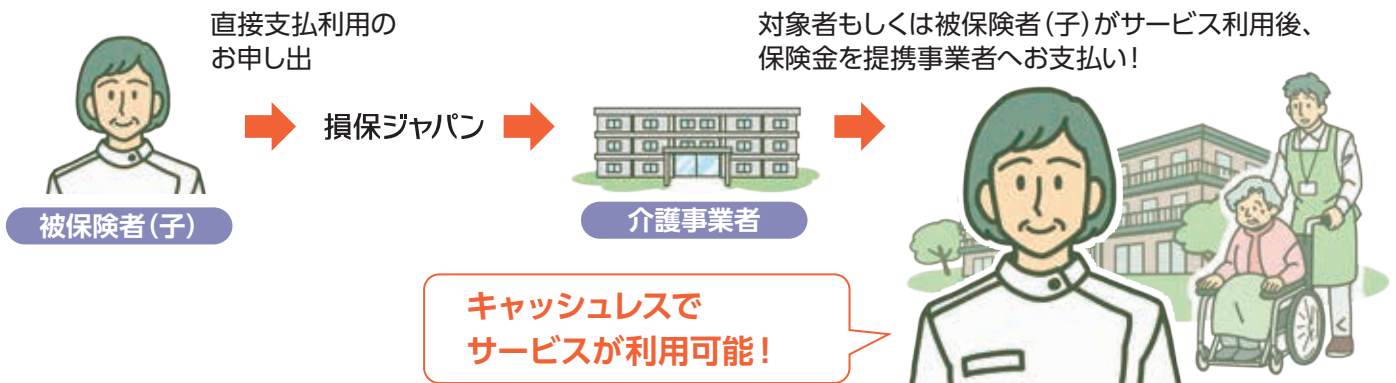 直接支払利用の
お申し出
対象者もしくは被保険者(子)がサービス利用後、
保険金を提携事業者へお支払い!
損保ジャパン
被保険者(子)
介護事業者
キャッシュレスで
サービスが利用可能!